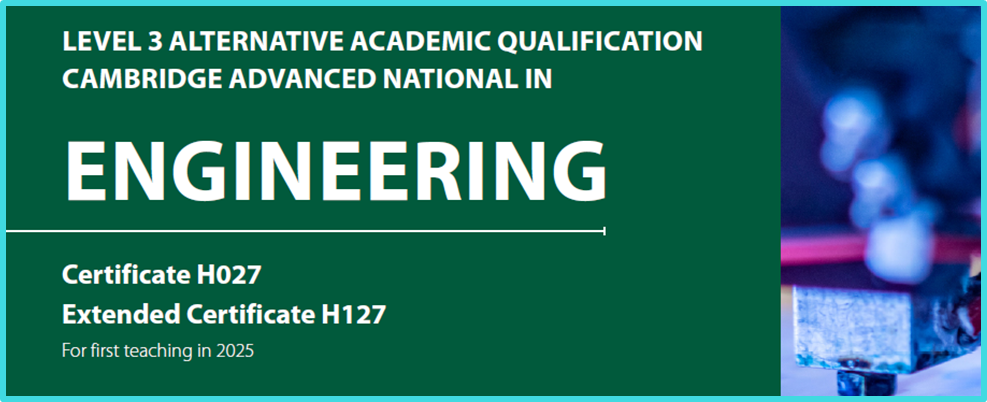 LEVEL 3 ALTERNATIVE ACADEMIC QUALIFICATION
CAMBRIDGE ADVANCED NATIONAL IN
ENGINEERING
Certificate H027
Extended Certificate H127
For first teaching in 2025